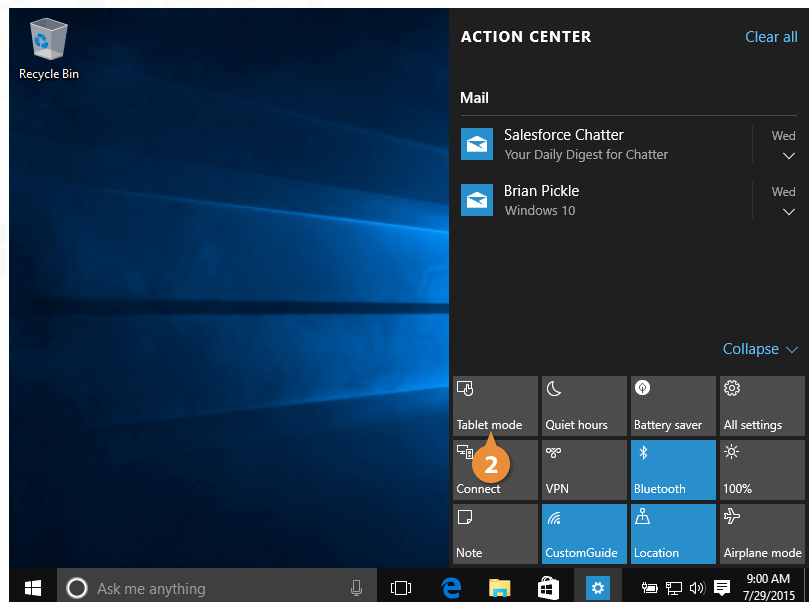 Recycle Bin
ACTION CENTER Clear all
Mail
Salesforce Chatter Wed
Your Daily Digest for Chatter
Brian Pickle Wed
Windows 10
Collapse
Tablet mode Quiet hours Battery saver All settings
2
Connect VPN Bluetooth 100%
Note CustomGuide Location Airplane mode
Ask me anything
9:00 AM
7/29/2015